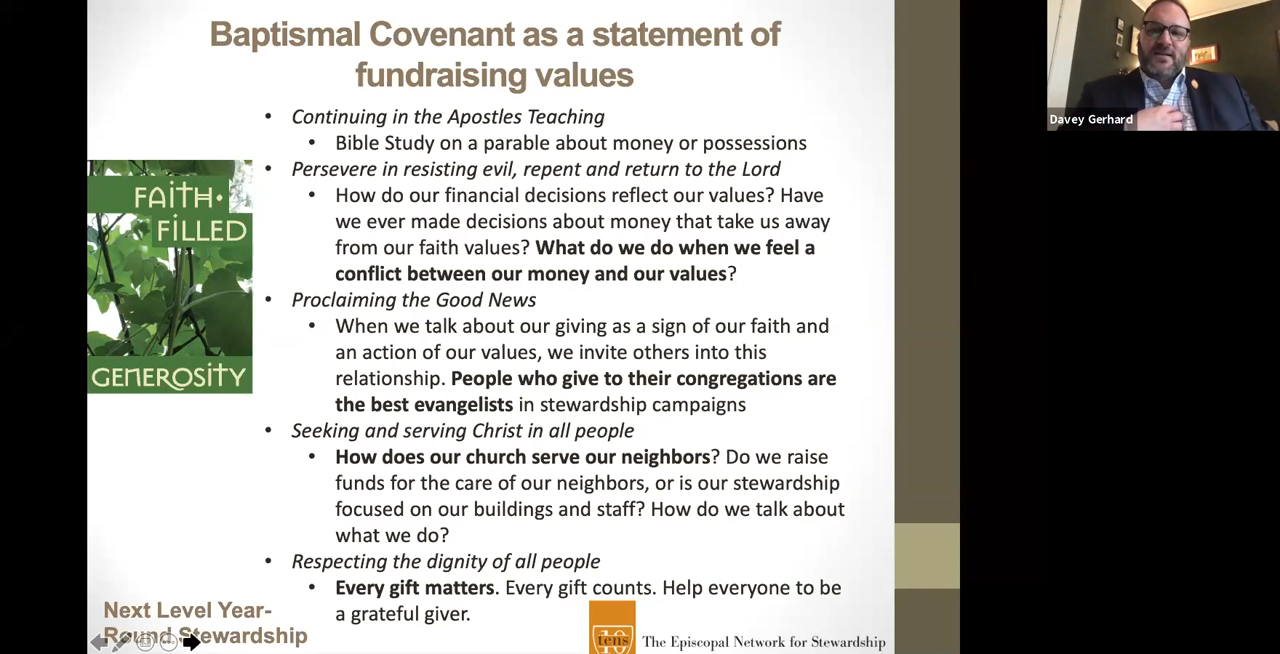 Baptismal Covenant as a statement of
fundraising values
• Continuing in the Apostles Teaching
• Bible Study on a parable about money or possessions
• Persevere in resisting evil, repent and return to the Lord
• How do our financial decisions reflect our values? Have
we ever made decisions about money that take us away
from our faith values? What do we do when we feel a
conflict between our money and our values?
• Proclaiming the Good News
• When we talk about our giving as a sign of our faith and
an action of our values, we invite others into this
relationship. People who give to their congregations are
the best evangelists in stewardship campaigns
• Seeking and serving Christ in all people
• How does our church serve our neighbors? Do we raise
funds for the care of our neighbors, or is our stewardship
focused on our buildings and staff? How do we talk about
what we do?
• Respecting the dignity of all people
• Every gift matters. Every gift counts. Help everyone to be
a grateful giver.
FAITH·
FILLED
GENEROSITY
Next Level Year-
Round Stewardship
tens
The Episcopal Network for Stewardship
Davey Gerhard